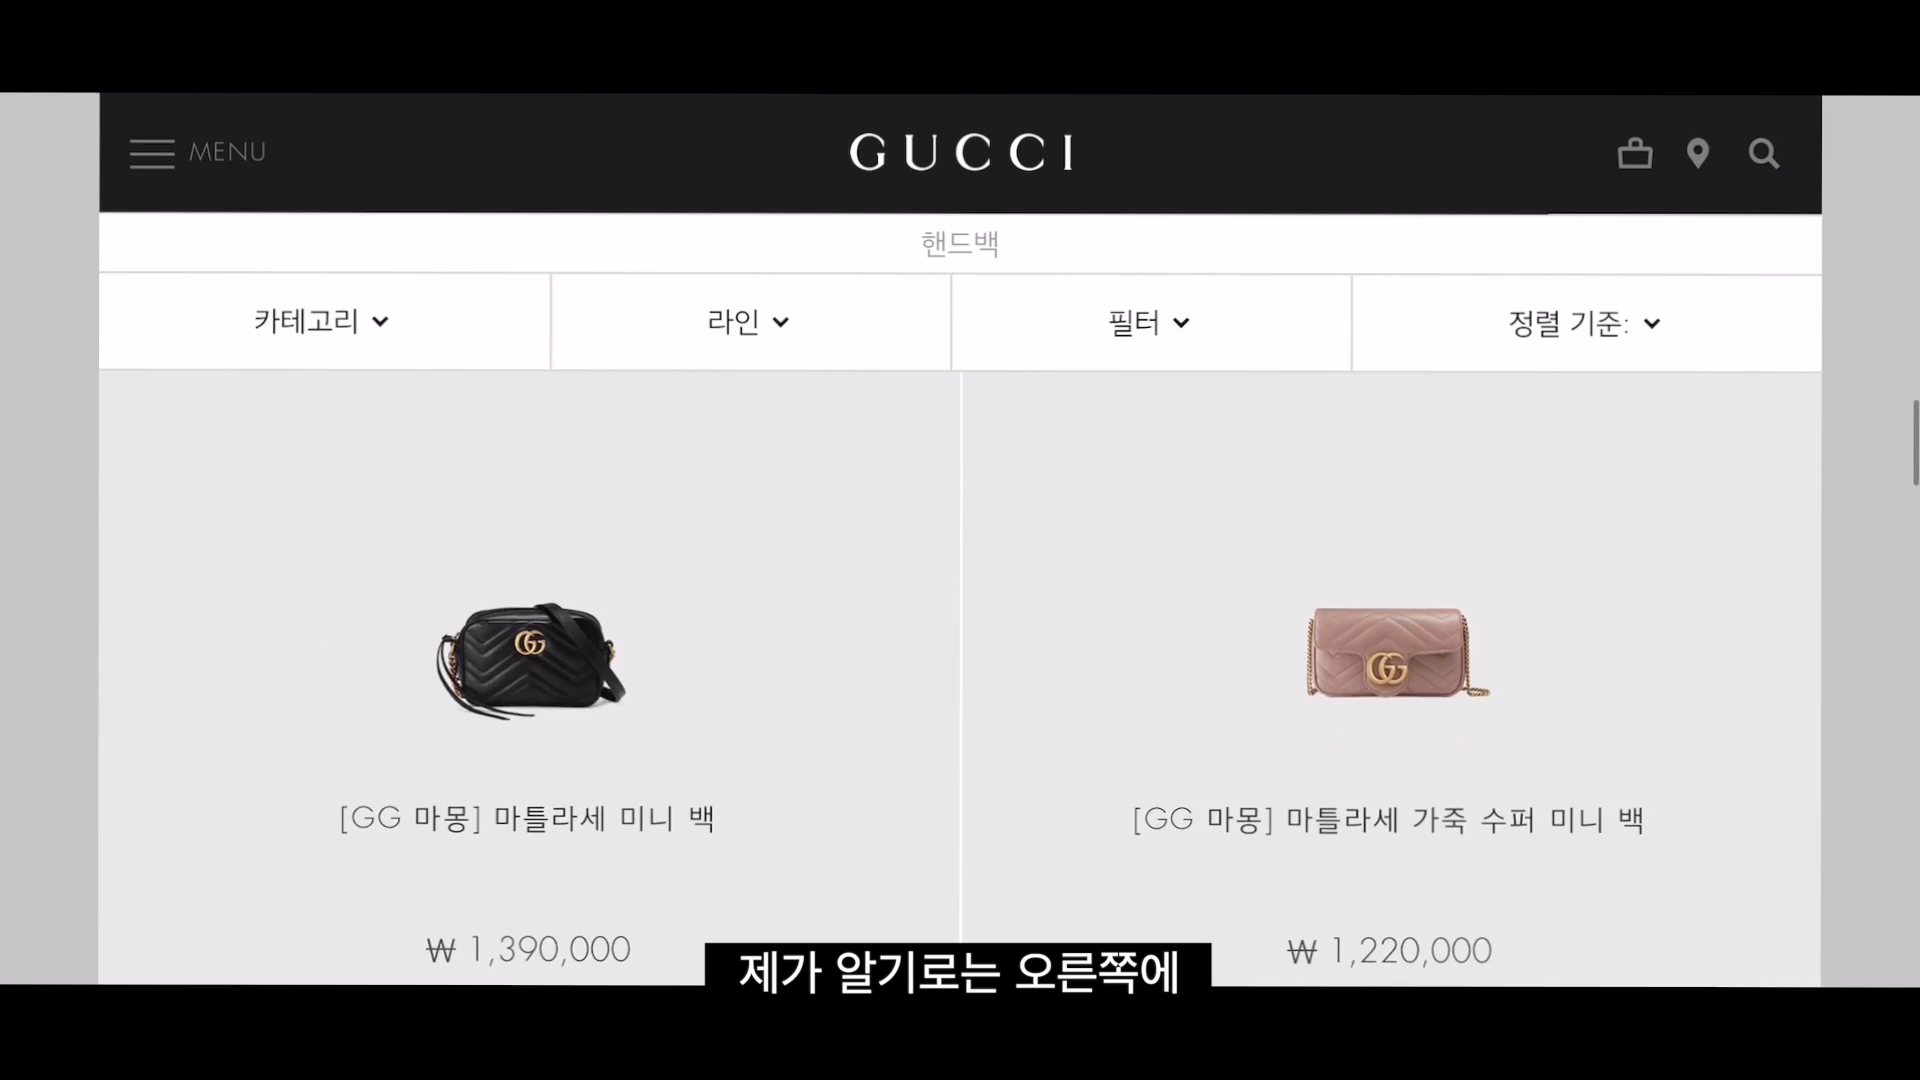 MENU
GUCCI
핸드백
카테고리
라인
필터
정렬 기준:
[GG 마몽] 마틀라세 미니 백
[GG 마몽] 마틀라세 가죽 수퍼 미니 백
₩ 1,390,000
₩ 1,220,000
제가 알기로는 오른쪽에